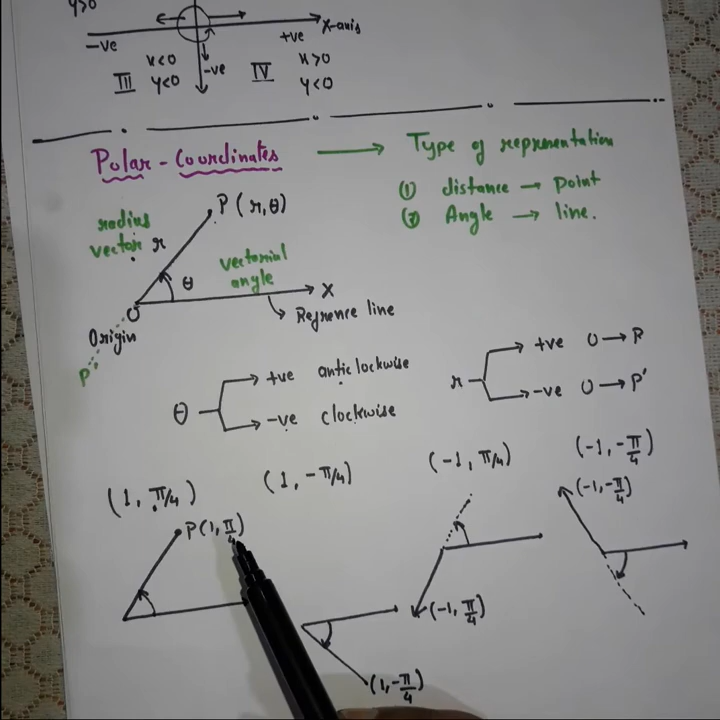 y>0
X-axis
-ve
+ve
x<0
-ve
x>0
III
y<0
IV
y<0
Polar - Coordinates
Type of representation
① distance → Point
② Angle → line.
P(r,θ)
radius
vector r
vectorial
angle
θ
O
X
Origin
P'
θ
+ve anticlockwise
-ve clockwise
r
+ve O → P
-ve O → P'
(1, π/4)
(1, -π/4)
(-1, π/4)
(-1, -π/4)
P(1, π/4)
(1, -π/4)
(-1, π/4)
(-1, -π/4)